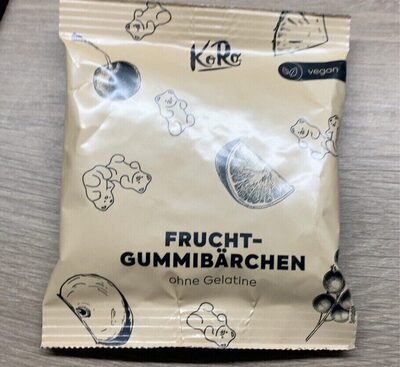 KoRo
vegan
FRUCHT-
GUMMIBÄRCHEN
ohne Gelatine